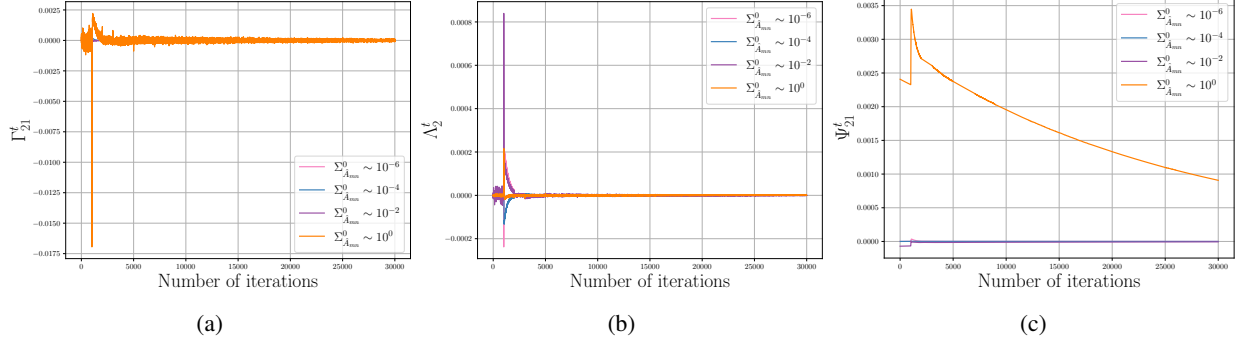 0.0025
0.0000
−0.0025
−0.0050
−0.0075
−0.0100
−0.0125
−0.0150
−0.0175
Γ^t_21
0 5000 10000 15000 20000 25000 30000
Number of iterations
Σ^0_{Â_mn} ∼ 10^−6
Σ^0_{Â_mn} ∼ 10^−4
Σ^0_{Â_mn} ∼ 10^−2
Σ^0_{Â_mn} ∼ 10^0
(a)
0.0008
0.0006
0.0004
0.0002
0.0000
−0.0002
Λ^t_2
0 5000 10000 15000 20000 25000 30000
Number of iterations
Σ^0_{Â_mn} ∼ 10^−6
Σ^0_{Â_mn} ∼ 10^−4
Σ^0_{Â_mn} ∼ 10^−2
Σ^0_{Â_mn} ∼ 10^0
(b)
0.0035
0.0030
0.0025
0.0020
0.0015
0.0010
0.0005
0.0000
Ψ^t_21
0 5000 10000 15000 20000 25000 30000
Number of iterations
Σ^0_{Â_mn} ∼ 10^−6
Σ^0_{Â_mn} ∼ 10^−4
Σ^0_{Â_mn} ∼ 10^−2
Σ^0_{Â_mn} ∼ 10^0
(c)